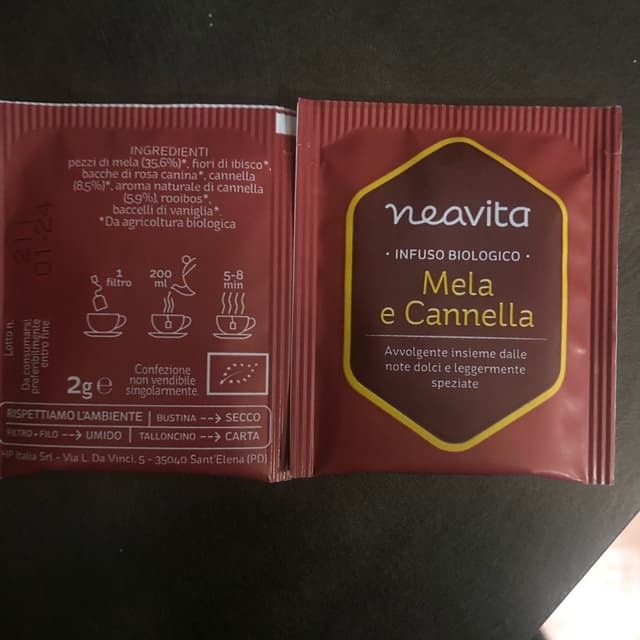 INGREDIENTI
pezzi di mela (35.6%)*, fiori di ibisco*,
bacche di rosa canina*, cannella
(8.5%)*, aroma naturale di cannella
(5.9%), rooibos*,
baccelli di vaniglia*.
*Da agricoltura biologica
211
01-24
Lotto n.
Da consumarsi
preferibilmente
entro fine
1
filtro
200
ml
5-8
min
2g ℮
Confezione
non vendibile
singolarmente.
RISPETTIAMO L'AMBIENTE | BUSTINA --> SECCO
FILTRO + FILO --> UMIDO | TALLONCINO --> CARTA
HP Italia Srl - Via L. Da Vinci, 5 - 35040 Sant'Elena (PD)
neavita
• INFUSO BIOLOGICO •
Mela
e Cannella
Avvolgente insieme dalle
note dolci e leggermente
speziate